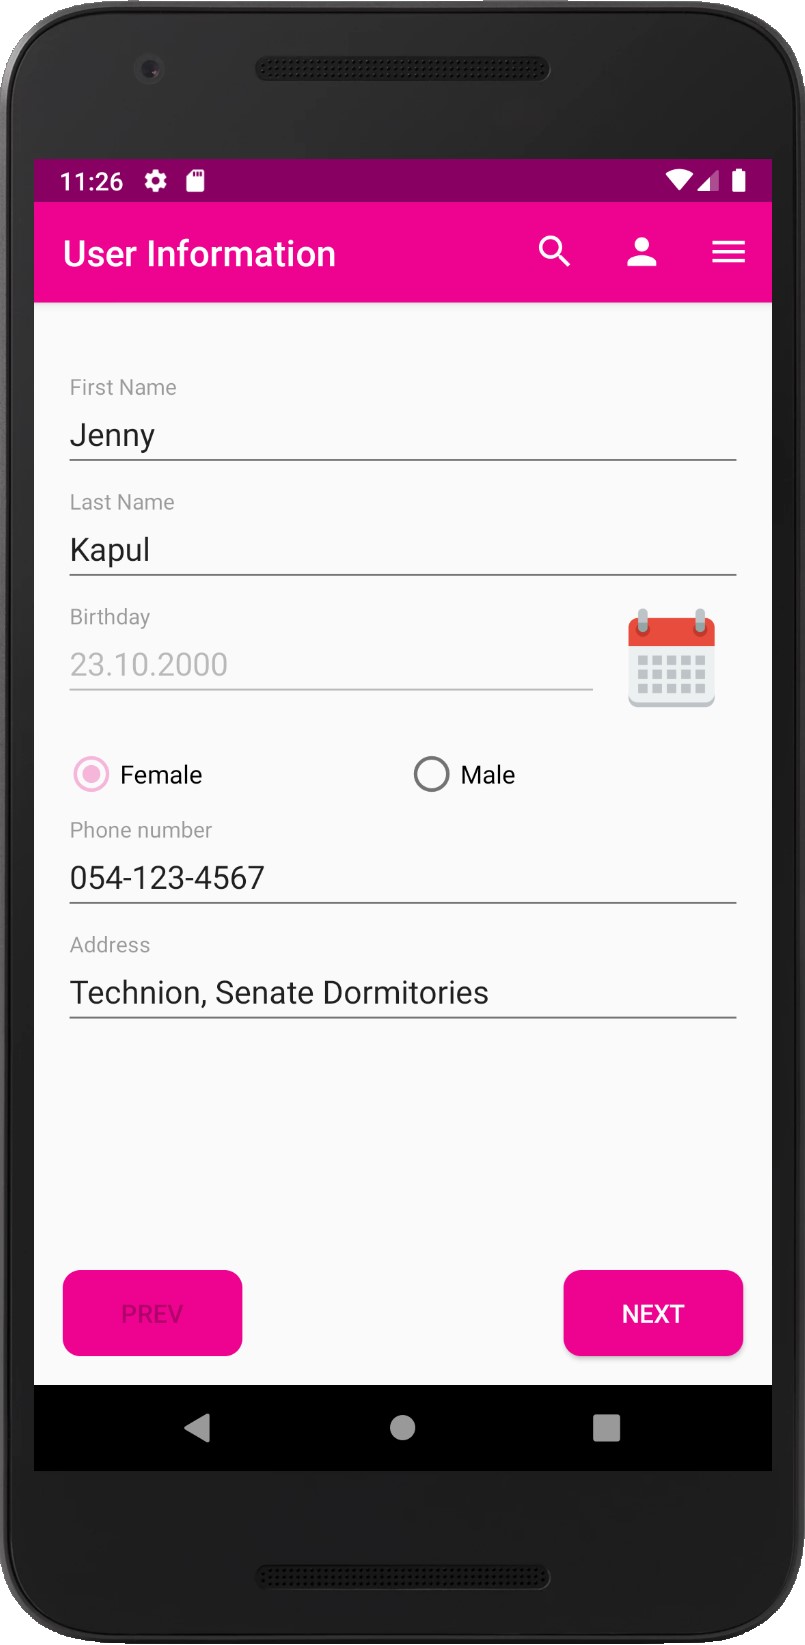 11:26
User Information
First Name
Jenny
Last Name
Kapul
Birthday
23.10.2000
Female Male
Phone number
054-123-4567
Address
Technion, Senate Dormitories
PREV NEXT